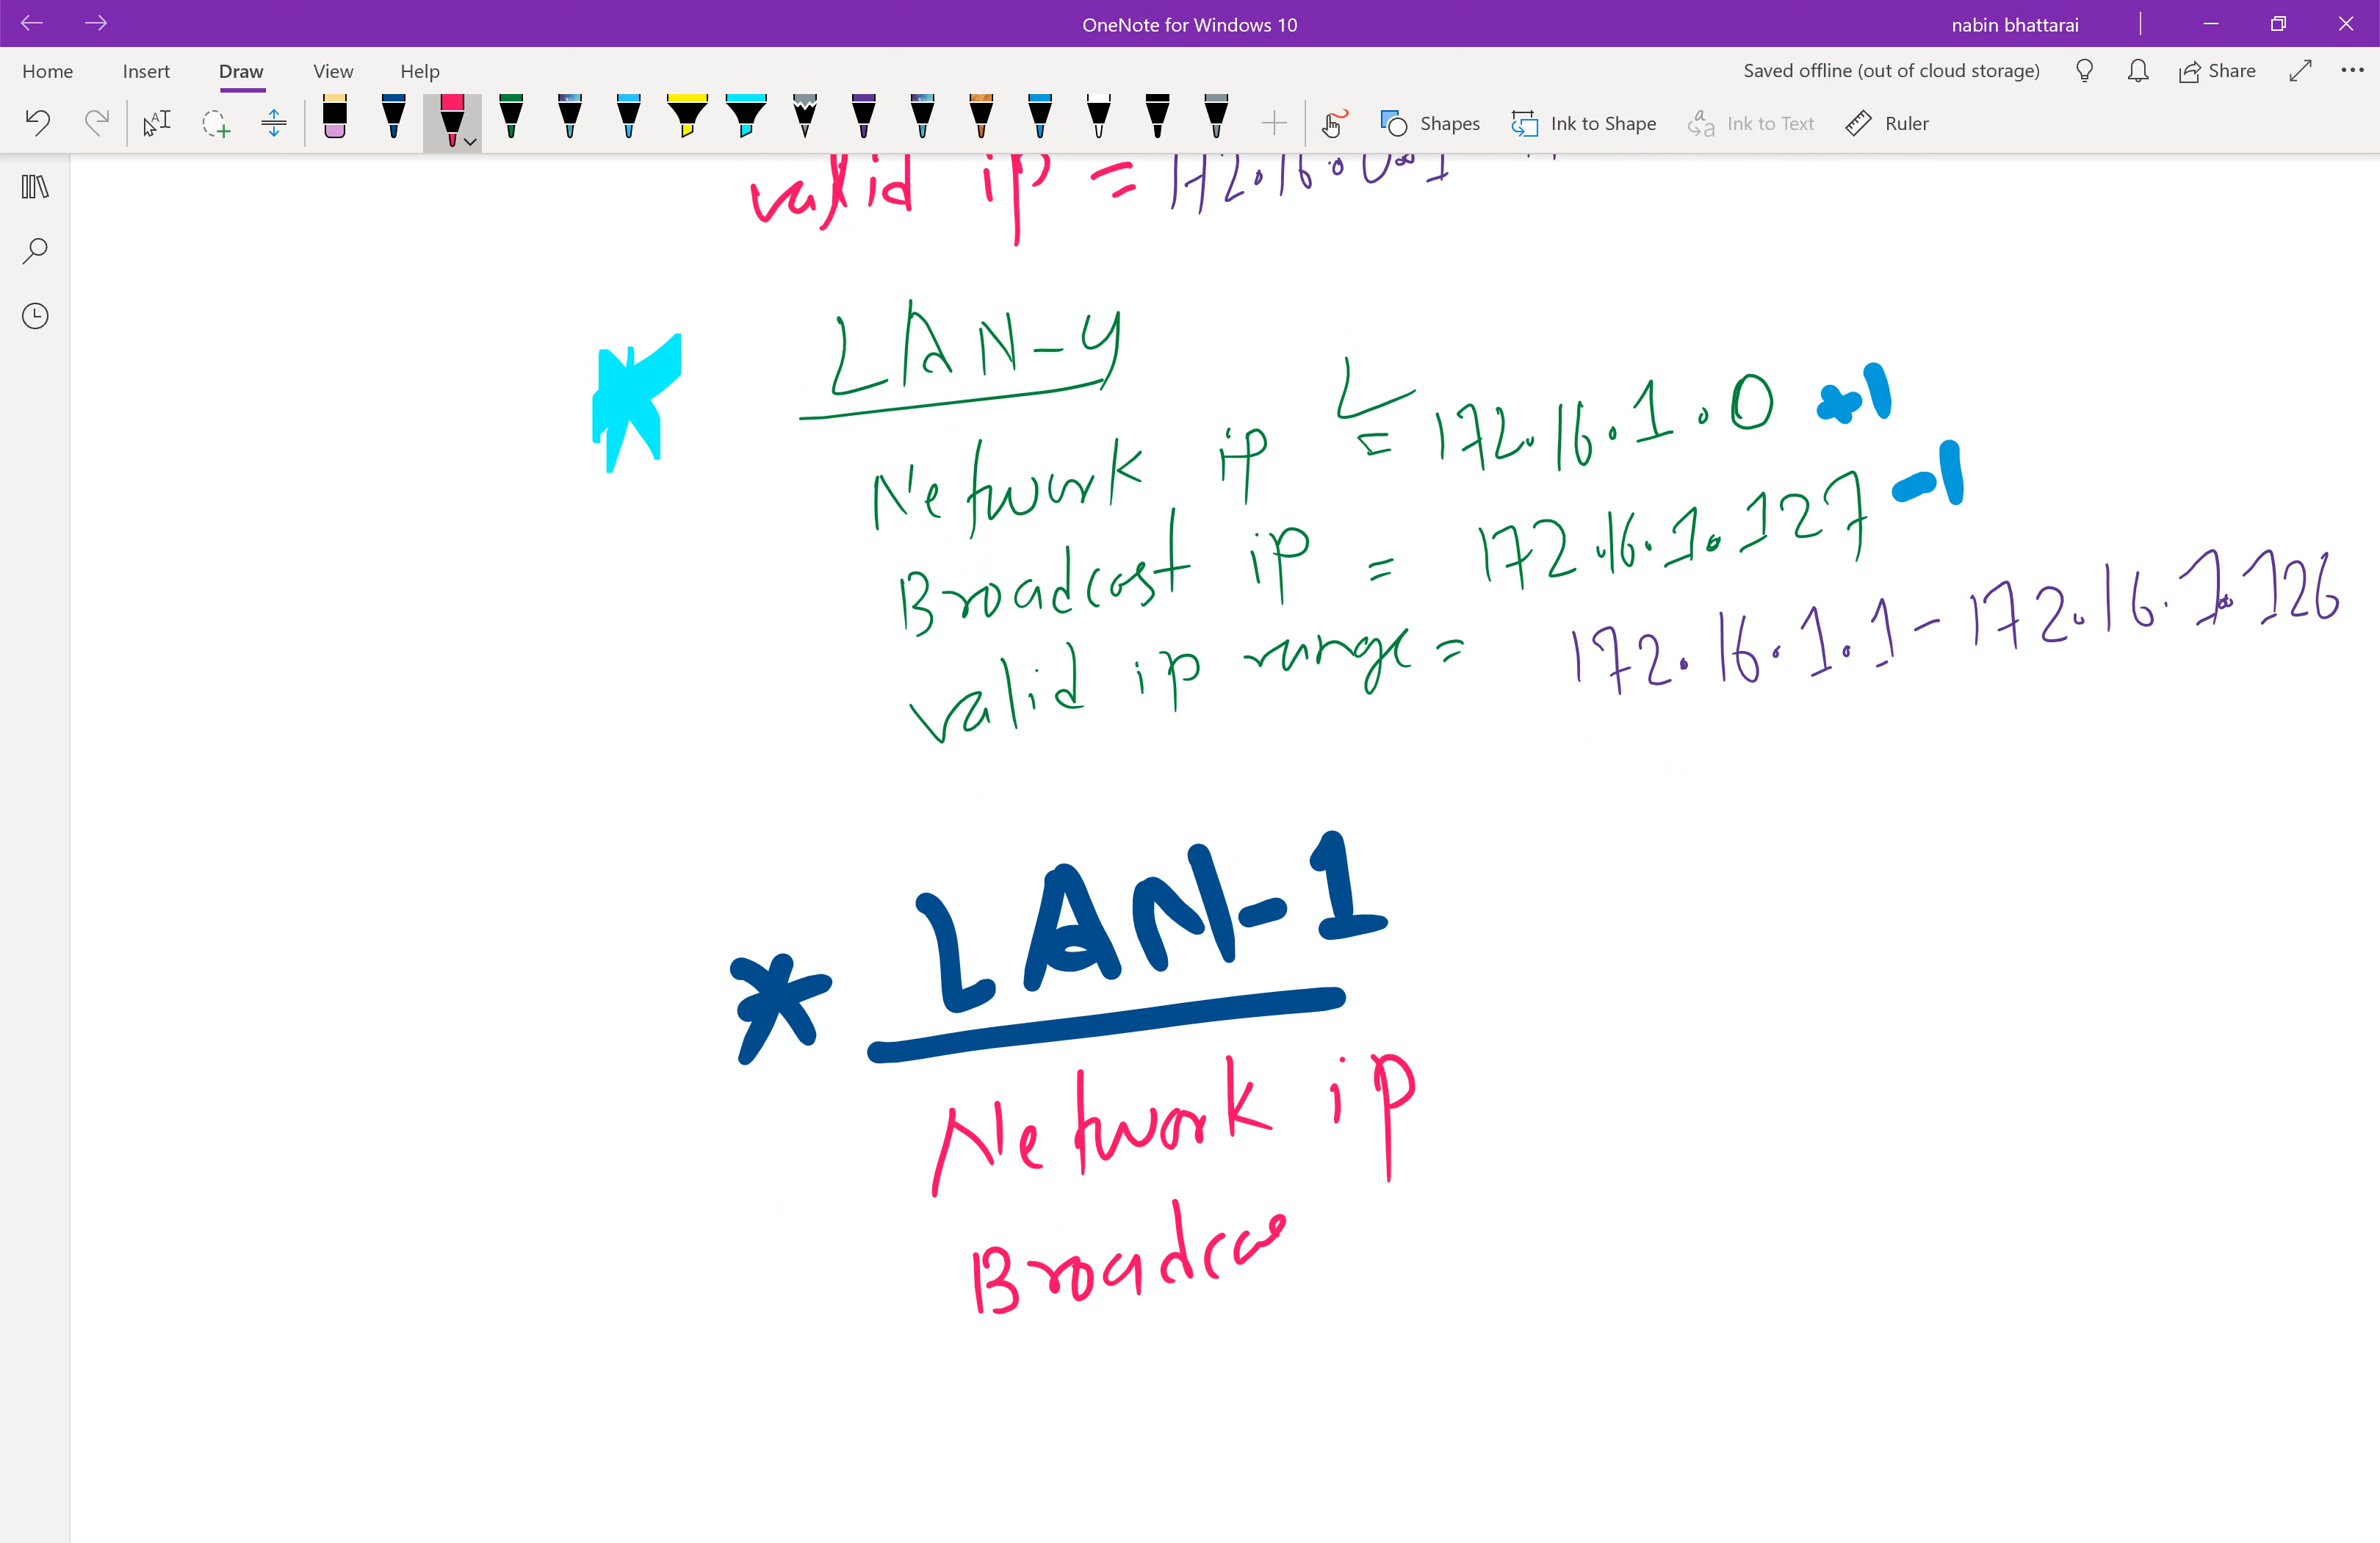 OneNote for Windows 10
nabin bhattarai
Home Insert Draw View Help
Saved offline (out of cloud storage) Share
Shapes Ink to Shape Ink to Text Ruler
valid ip = 172.16.0.1
LAN-4
Network ip = 172.16.1.0 +1
Broadcast ip = 172.16.1.127 -1
valid ip range = 172.16.1.1 - 172.16.1.126
* LAN-1
Network ip
Broadca